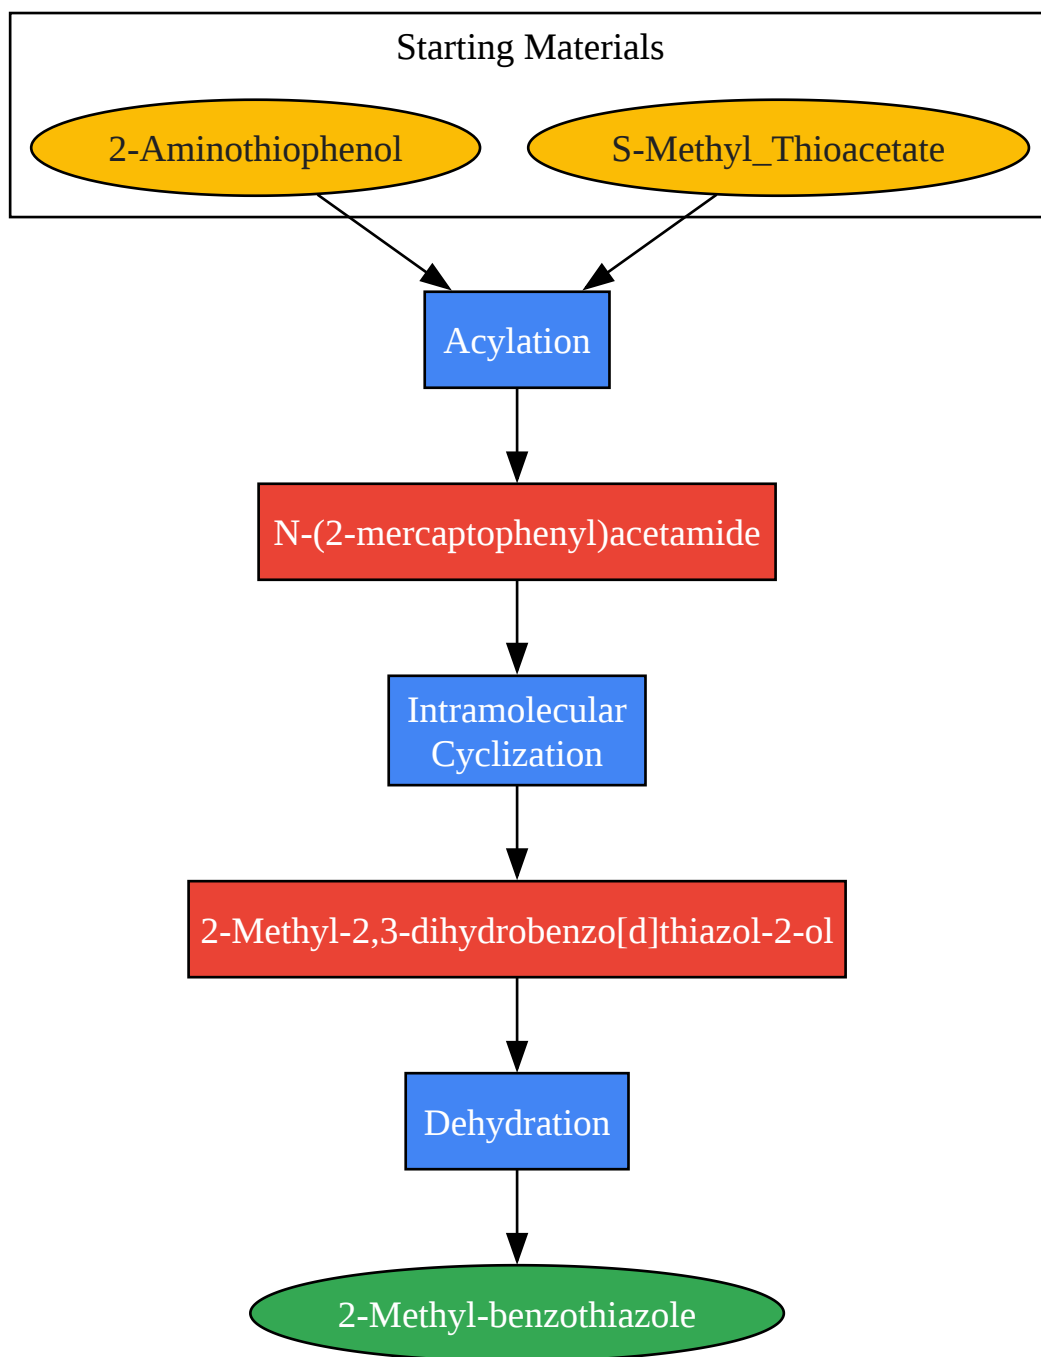 Starting Materials
2-Aminothiophenol
S-Methyl_Thioacetate
Acylation
N-(2-mercaptophenyl)acetamide
Intramolecular
Cyclization
2-Methyl-2,3-dihydrobenzo[d]thiazol-2-ol
Dehydration
2-Methyl-benzothiazole